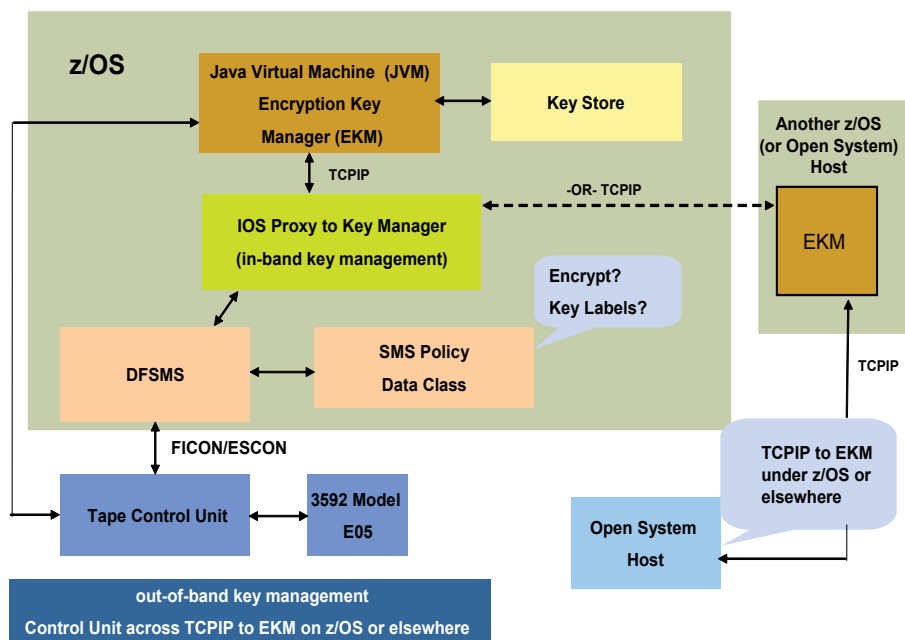 z/OS
Java Virtual Machine (JVM)
Encryption Key
Manager (EKM)
Key Store
TCPIP
-OR- TCPIP
IOS Proxy to Key Manager
(in-band key management)
Encrypt?
Key Labels?
DFSMS
SMS Policy
Data Class
FICON/ESCON
Tape Control Unit
3592 Model
E05
Another z/OS
(or Open System)
Host
EKM
TCPIP
TCPIP to EKM
under z/OS or
elsewhere
Open System
Host
out-of-band key management
Control Unit across TCPIP to EKM on z/OS or elsewhere